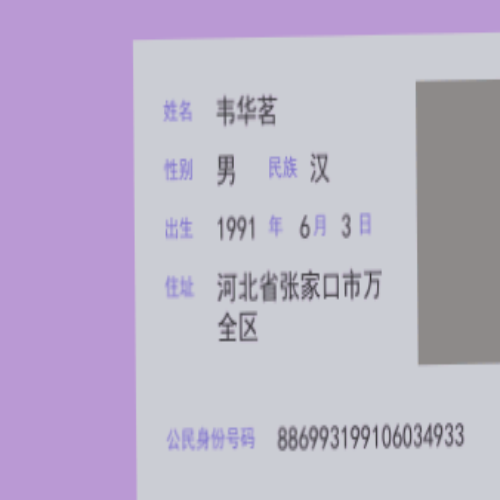 姓名 韦华茗
性别 男 民族 汉
出生 1991 年 6 月 3 日
住址 河北省张家口市万
全区
公民身份号码 886993199106034933